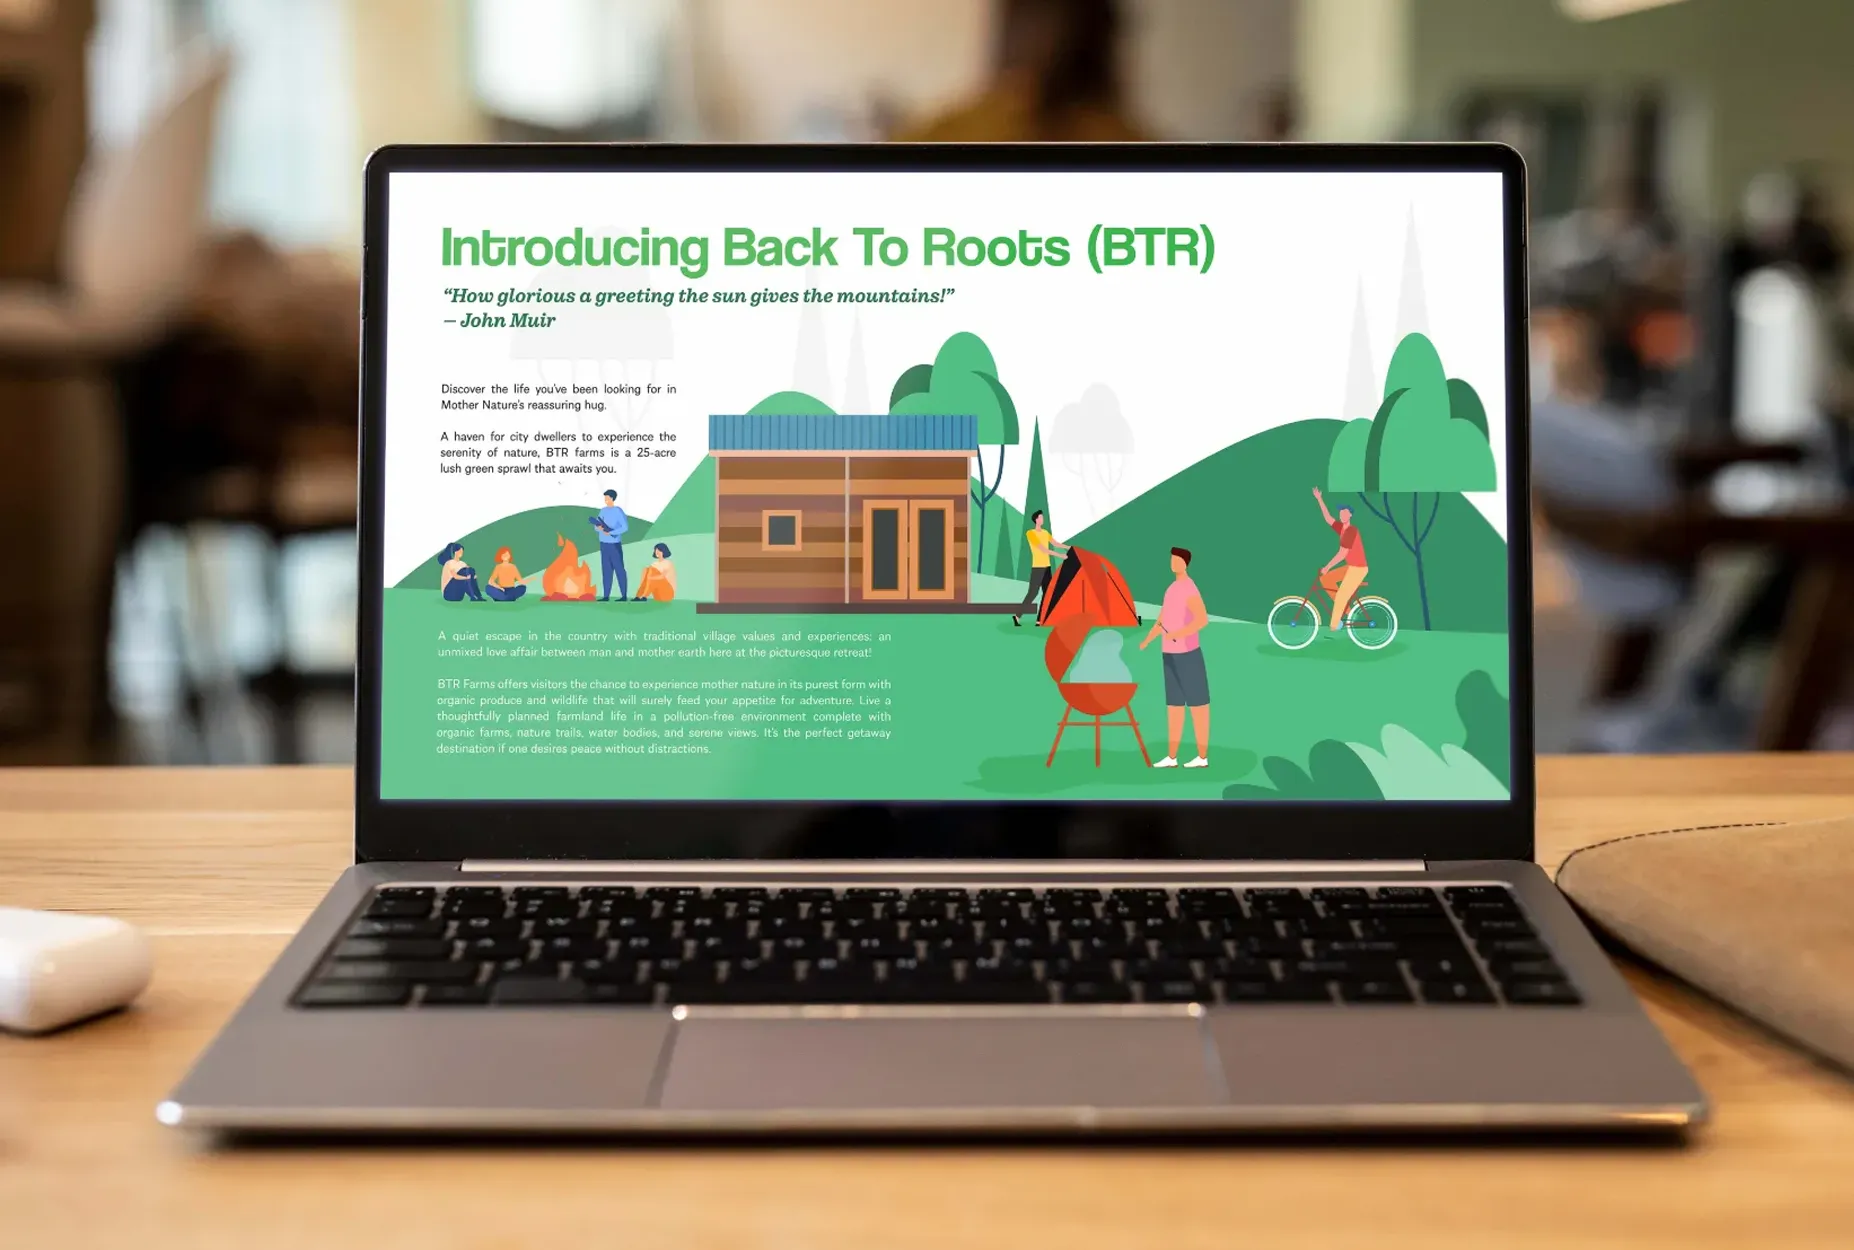 Introducing Back To Roots (BTR)
“How glorious a greeting the sun gives the mountains!”
– John Muir
Discover the life you've been looking for in
Mother Nature's reassuring hug.
A haven for city dwellers to experience the
serenity of nature, BTR farms is a 25-acre
lush green sprawl that awaits you.
A quiet escape in the country with traditional village values and experiences: an
unmixed love affair between man and mother earth here at the picturesque retreat!
BTR Farms offers visitors the chance to experience mother nature in its purest form with
organic produce and wildlife that will surely feed your appetite for adventure. Live a
thoughtfully planned farmland life in a pollution-free environment complete with
organic farms, nature trails, water bodies, and serene views. It's the perfect getaway
destination if one desires peace without distractions.